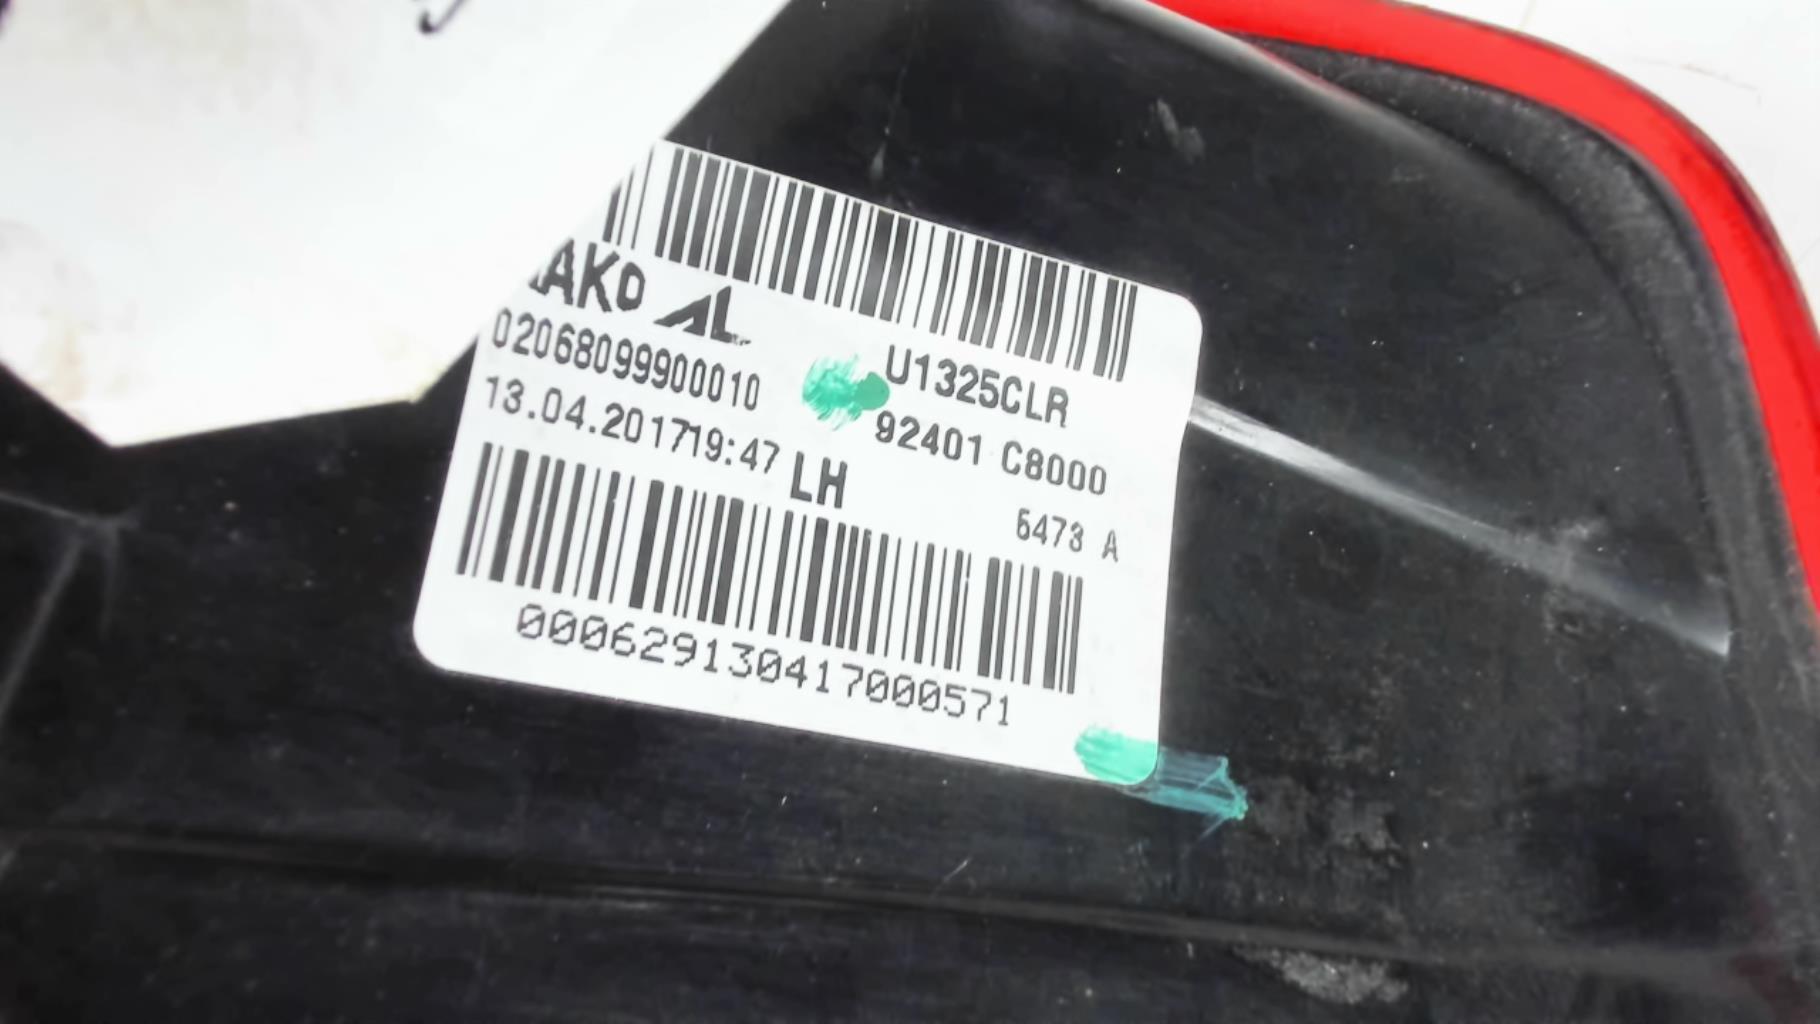 AKO AL
02068099900010
U1325CLR
13.04.201719:47 LH
92401 C8000
6473 A
000629130417000571